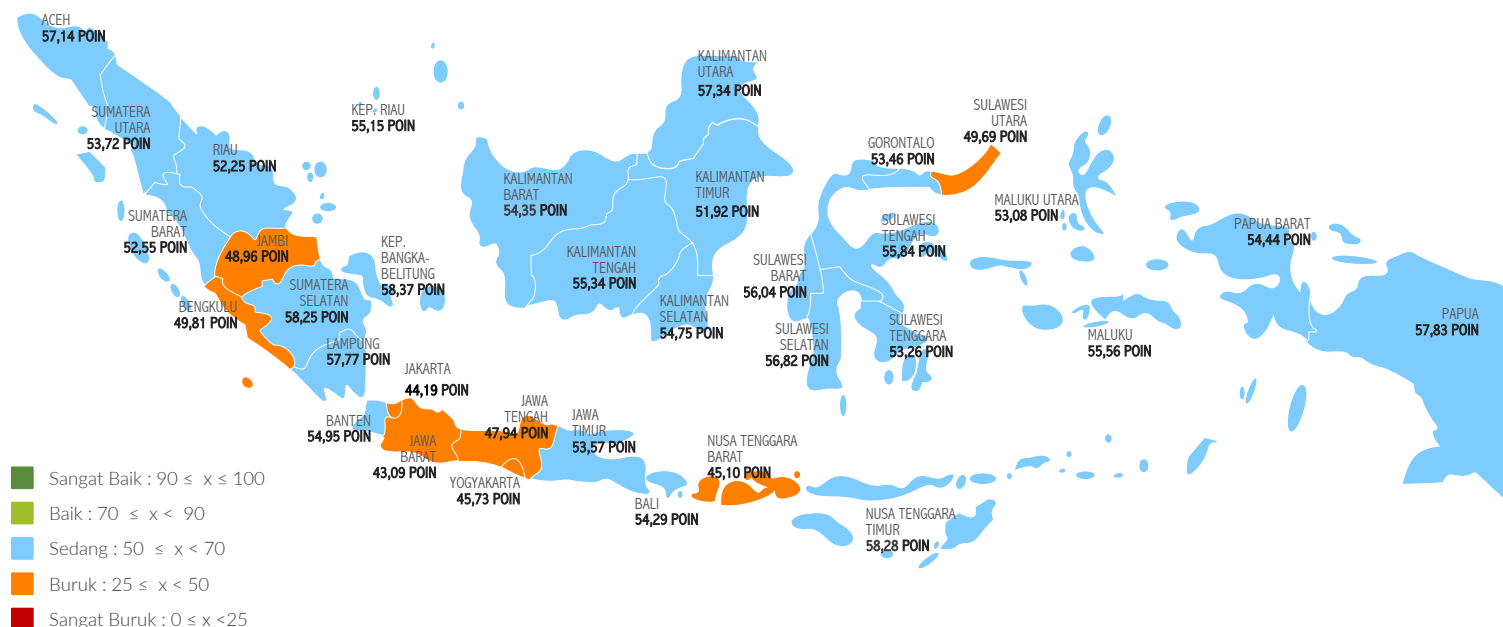 ACEH
57,14 POIN
SUMATERA
UTARA
53,72 POIN
RIAU
52,25 POIN
KEP. RIAU
55,15 POIN
SUMATERA
BARAT
52,55 POIN
JAMBI
48,96 POIN
KEP.
BANGKA-
BELITUNG
58,37 POIN
SUMATERA
SELATAN
58,25 POIN
BENGKULU
49,81 POIN
LAMPUNG
57,77 POIN
JAKARTA
44,19 POIN
BANTEN
54,95 POIN
JAWA
BARAT
43,09 POIN
JAWA
TENGAH
47,94 POIN
YOGYAKARTA
45,73 POIN
JAWA
TIMUR
53,57 POIN
BALI
54,29 POIN
NUSA TENGGARA
BARAT
45,10 POIN
NUSA TENGGARA
TIMUR
58,28 POIN
KALIMANTAN
UTARA
57,34 POIN
KALIMANTAN
BARAT
54,35 POIN
KALIMANTAN
TIMUR
51,92 POIN
KALIMANTAN
TENGAH
55,34 POIN
KALIMANTAN
SELATAN
54,75 POIN
SULAWESI
UTARA
49,69 POIN
GORONTALO
53,46 POIN
SULAWESI
TENGAH
55,84 POIN
SULAWESI
BARAT
56,04 POIN
SULAWESI
SELATAN
56,82 POIN
SULAWESI
TENGGARA
53,26 POIN
MALUKU UTARA
53,08 POIN
MALUKU
55,56 POIN
PAPUA BARAT
54,44 POIN
PAPUA
57,83 POIN
Sangat Baik : 90 ≤ x ≤ 100
Baik : 70 ≤ x < 90
Sedang : 50 ≤ x < 70
Buruk : 25 ≤ x < 50
Sangat Buruk : 0 ≤ x <25